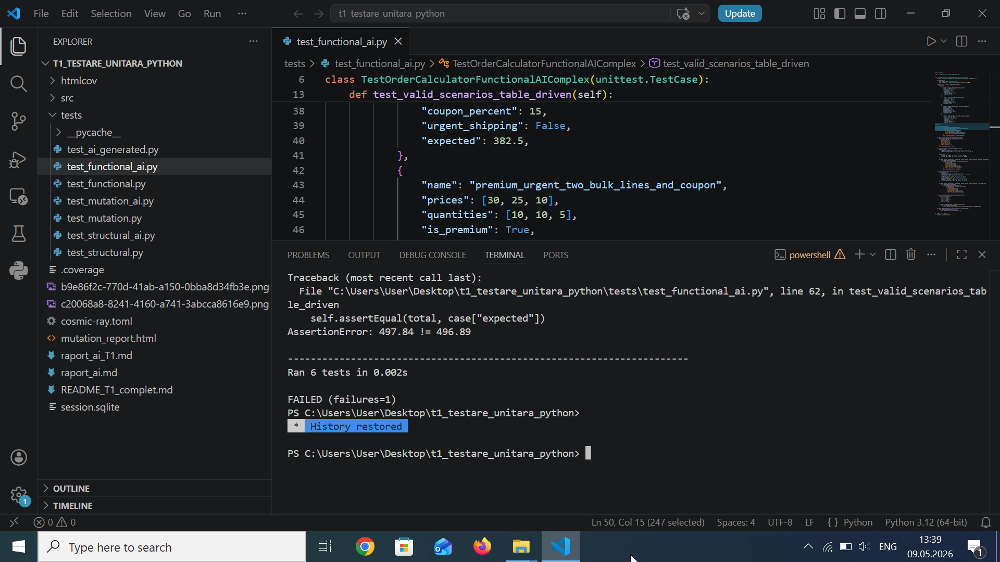 File Edit Selection View Go Run ···
t1_testare_unitara_python
Update
EXPLORER
T1_TESTARE_UNITARA_PYTHON
htmlcov
src
tests
__pycache__
test_ai_generated.py
test_functional_ai.py
test_functional.py
test_mutation_ai.py
test_mutation.py
test_structural_ai.py
test_structural.py
.coverage
b9e86f2c-770d-41ab-a150-0bba8d34fb3e.png
c20068a8-8241-4160-a741-3abcca8616e9.png
cosmic-ray.toml
mutation_report.html
raport_ai_T1.md
raport_ai.md
README_T1_complet.md
session.sqlite
OUTLINE
TIMELINE
1
test_functional_ai.py
tests > test_functional_ai.py > TestOrderCalculatorFunctionalAIComplex > test_valid_scenarios_table_driven
6 class TestOrderCalculatorFunctionalAIComplex(unittest.TestCase):
13 def test_valid_scenarios_table_driven(self):
38 "coupon_percent": 15,
39 "urgent_shipping": False,
40 "expected": 382.5,
41 },
42 {
43 "name": "premium_urgent_two_bulk_lines_and_coupon",
44 "prices": [30, 25, 10],
45 "quantities": [10, 10, 5],
46 "is_premium": True,
PROBLEMS OUTPUT DEBUG CONSOLE TERMINAL PORTS
powershell
Traceback (most recent call last):
File "C:\Users\User\Desktop\t1_testare_unitara_python\tests\test_functional_ai.py", line 62, in test_valid_scenarios_tab
le_driven
self.assertEqual(total, case["expected"])
AssertionError: 497.84 != 496.89
----------------------------------------------------------------------
Ran 6 tests in 0.002s
FAILED (failures=1)
PS C:\Users\User\Desktop\t1_testare_unitara_python>
* History restored
PS C:\Users\User\Desktop\t1_testare_unitara_python>
0 0
Ln 50, Col 15 (247 selected) Spaces: 4 UTF-8 LF { } Python Python 3.12 (64-bit)
Type here to search
ENG
13:39
09.05.2026
1